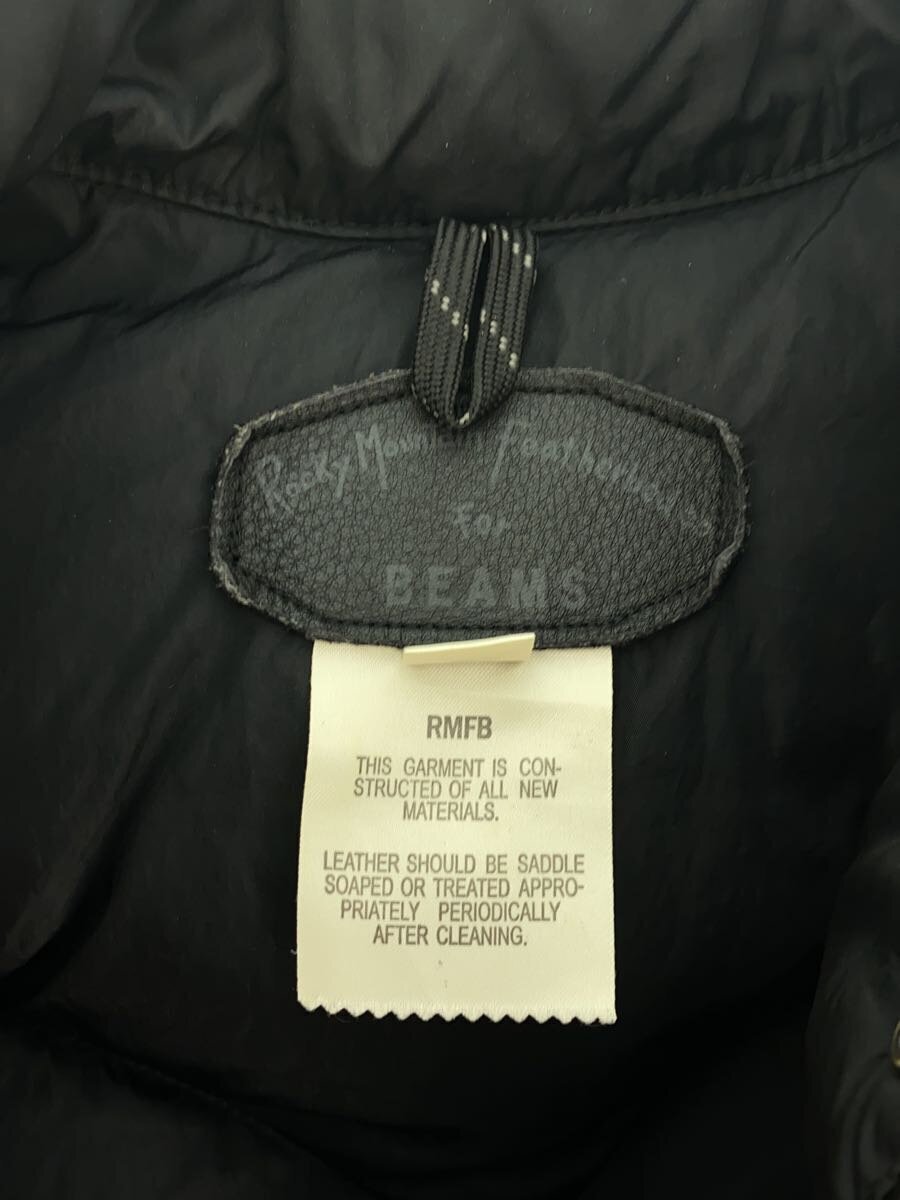 Rocky Mountain Featherbed
For
BEAMS
RMFB
THIS GARMENT IS CON-
STRUCTED OF ALL NEW
MATERIALS.
LEATHER SHOULD BE SADDLE
SOAPED OR TREATED APPRO-
PRIATELY PERIODICALLY
AFTER CLEANING.